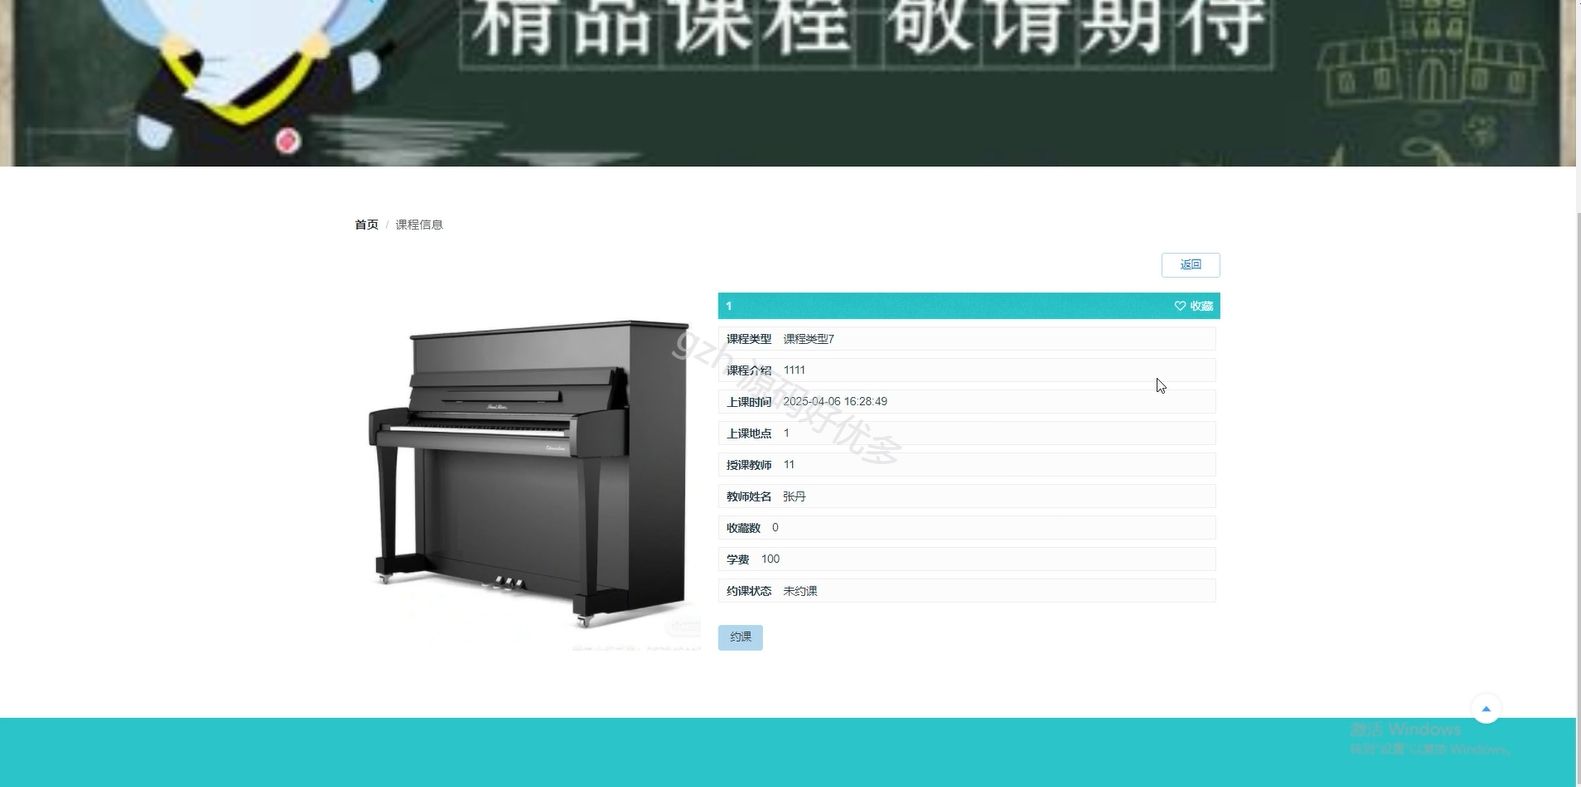 精品课程 敬请期待
首页 / 课程信息
返回
1 收藏
课程类型 课程类型7
课程介绍 1111
上课时间 2025-04-06 16:28:49
上课地点 1
授课教师 11
教师姓名 张丹
收藏数 0
学费 100
约课状态 未约课
约课
gzh:源码好优多
激活 Windows
转到"设置"以激活 Windows。